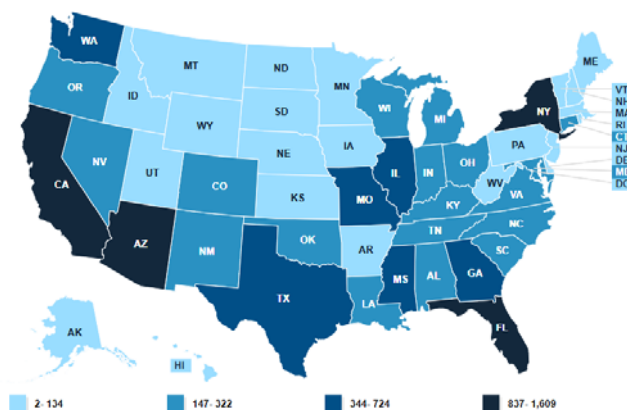 WA
MT
ND
MN
ME
OR
ID
SD
WI
MI
NY
VT
NH
MA
RI
CT
NJ
DE
MD
DC
WY
NE
IA
PA
NV
UT
CO
KS
MO
IL
IN
OH
WV
VA
KY
CA
AZ
NM
OK
AR
TN
NC
SC
TX
LA
MS
AL
GA
FL
AK
HI
2- 134
147- 322
344- 724
837- 1,609